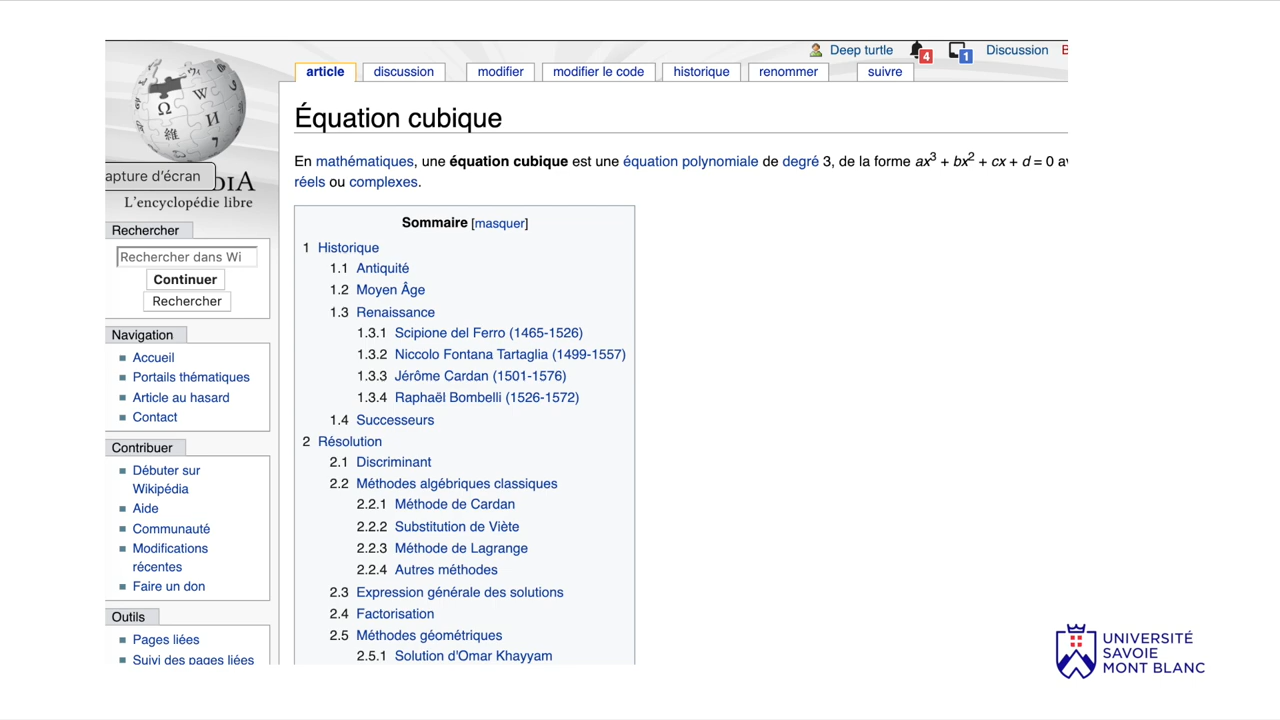 Deep turtle 4 1 Discussion B
article discussion modifier modifier le code historique renommer suivre
Équation cubique
En mathématiques, une équation cubique est une équation polynomiale de degré 3, de la forme ax³ + bx² + cx + d = 0 av
réels ou complexes.
apture d'écran
DIA
L'encyclopédie libre
Rechercher
Rechercher dans Wi
Continuer
Rechercher
Navigation
Accueil
Portails thématiques
Article au hasard
Contact
Contribuer
Débuter sur
Wikipédia
Aide
Communauté
Modifications
récentes
Faire un don
Outils
Pages liées
Suivi des pages liées
Sommaire [masquer]
1 Historique
1.1 Antiquité
1.2 Moyen Âge
1.3 Renaissance
1.3.1 Scipione del Ferro (1465-1526)
1.3.2 Niccolo Fontana Tartaglia (1499-1557)
1.3.3 Jérôme Cardan (1501-1576)
1.3.4 Raphaël Bombelli (1526-1572)
1.4 Successeurs
2 Résolution
2.1 Discriminant
2.2 Méthodes algébriques classiques
2.2.1 Méthode de Cardan
2.2.2 Substitution de Viète
2.2.3 Méthode de Lagrange
2.2.4 Autres méthodes
2.3 Expression générale des solutions
2.4 Factorisation
2.5 Méthodes géométriques
2.5.1 Solution d'Omar Khayyam
UNIVERSITÉ
SAVOIE
MONT BLANC